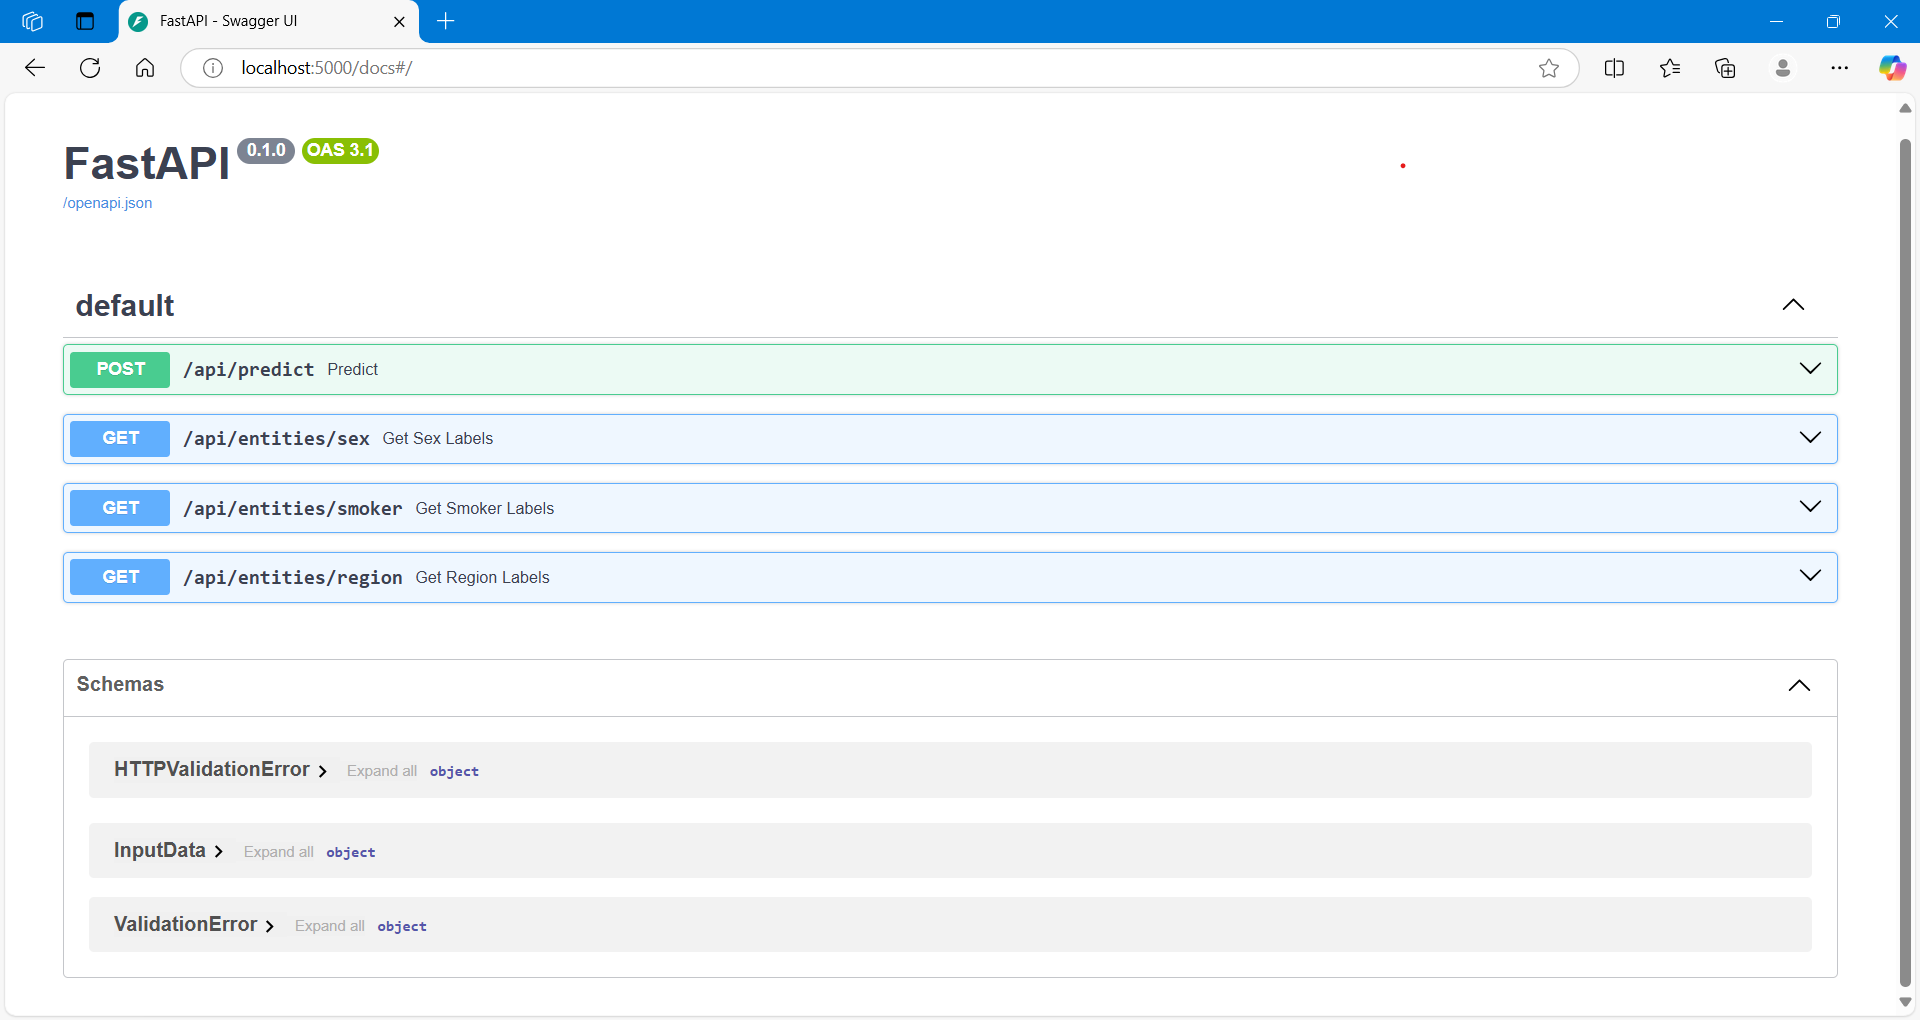 FastAPI - Swagger UI
localhost:5000/docs#/
FastAPI 0.1.0 OAS 3.1
/openapi.json
default
POST /api/predict Predict
GET /api/entities/sex Get Sex Labels
GET /api/entities/smoker Get Smoker Labels
GET /api/entities/region Get Region Labels
Schemas
HTTPValidationError Expand all object
InputData Expand all object
ValidationError Expand all object